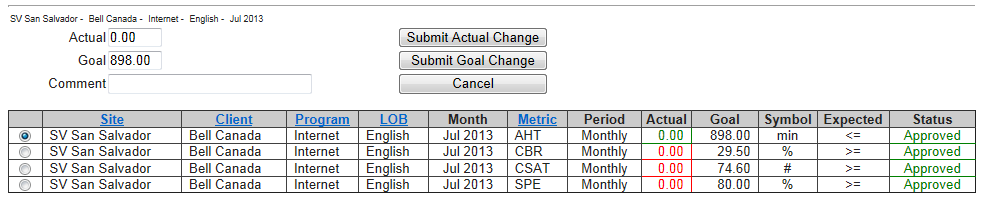 SV San Salvador - Bell Canada - Internet - English - Jul 2013
Actual 0.00 Submit Actual Change
Goal 898.00 Submit Goal Change
Comment Cancel
Site Client Program LOB Month Metric Period Actual Goal Symbol Expected Status
SV San Salvador Bell Canada Internet English Jul 2013 AHT Monthly 0.00 898.00 min <= Approved
SV San Salvador Bell Canada Internet English Jul 2013 CBR Monthly 0.00 29.50 % >= Approved
SV San Salvador Bell Canada Internet English Jul 2013 CSAT Monthly 0.00 74.60 # >= Approved
SV San Salvador Bell Canada Internet English Jul 2013 SPE Monthly 0.00 80.00 % >= Approved